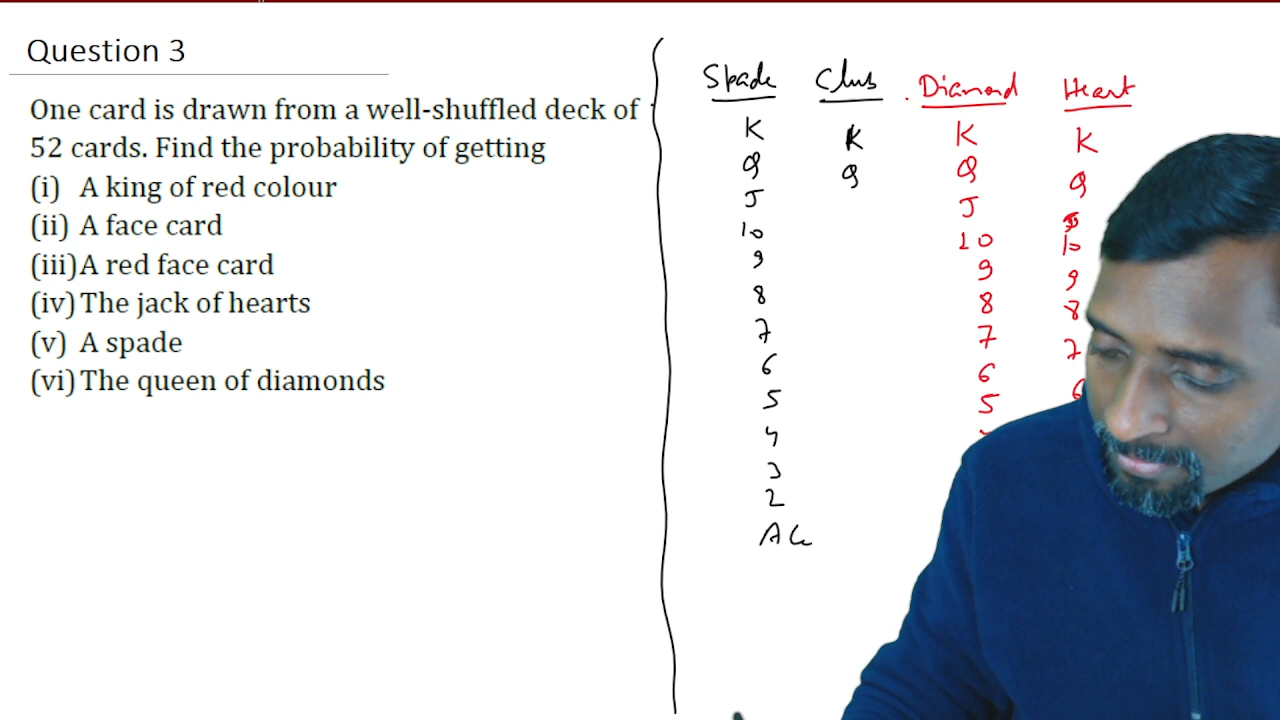 Question 3
One card is drawn from a well-shuffled deck of
52 cards. Find the probability of getting
(i) A king of red colour
(ii) A face card
(iii) A red face card
(iv) The jack of hearts
(v) A spade
(vi) The queen of diamonds
Spade Club Diamond Heart
K K K K
Q Q Q Q
J J
10 10 10
9 9 9
8 8 8
7 7 7
6 6 6
5 5
4
3
2